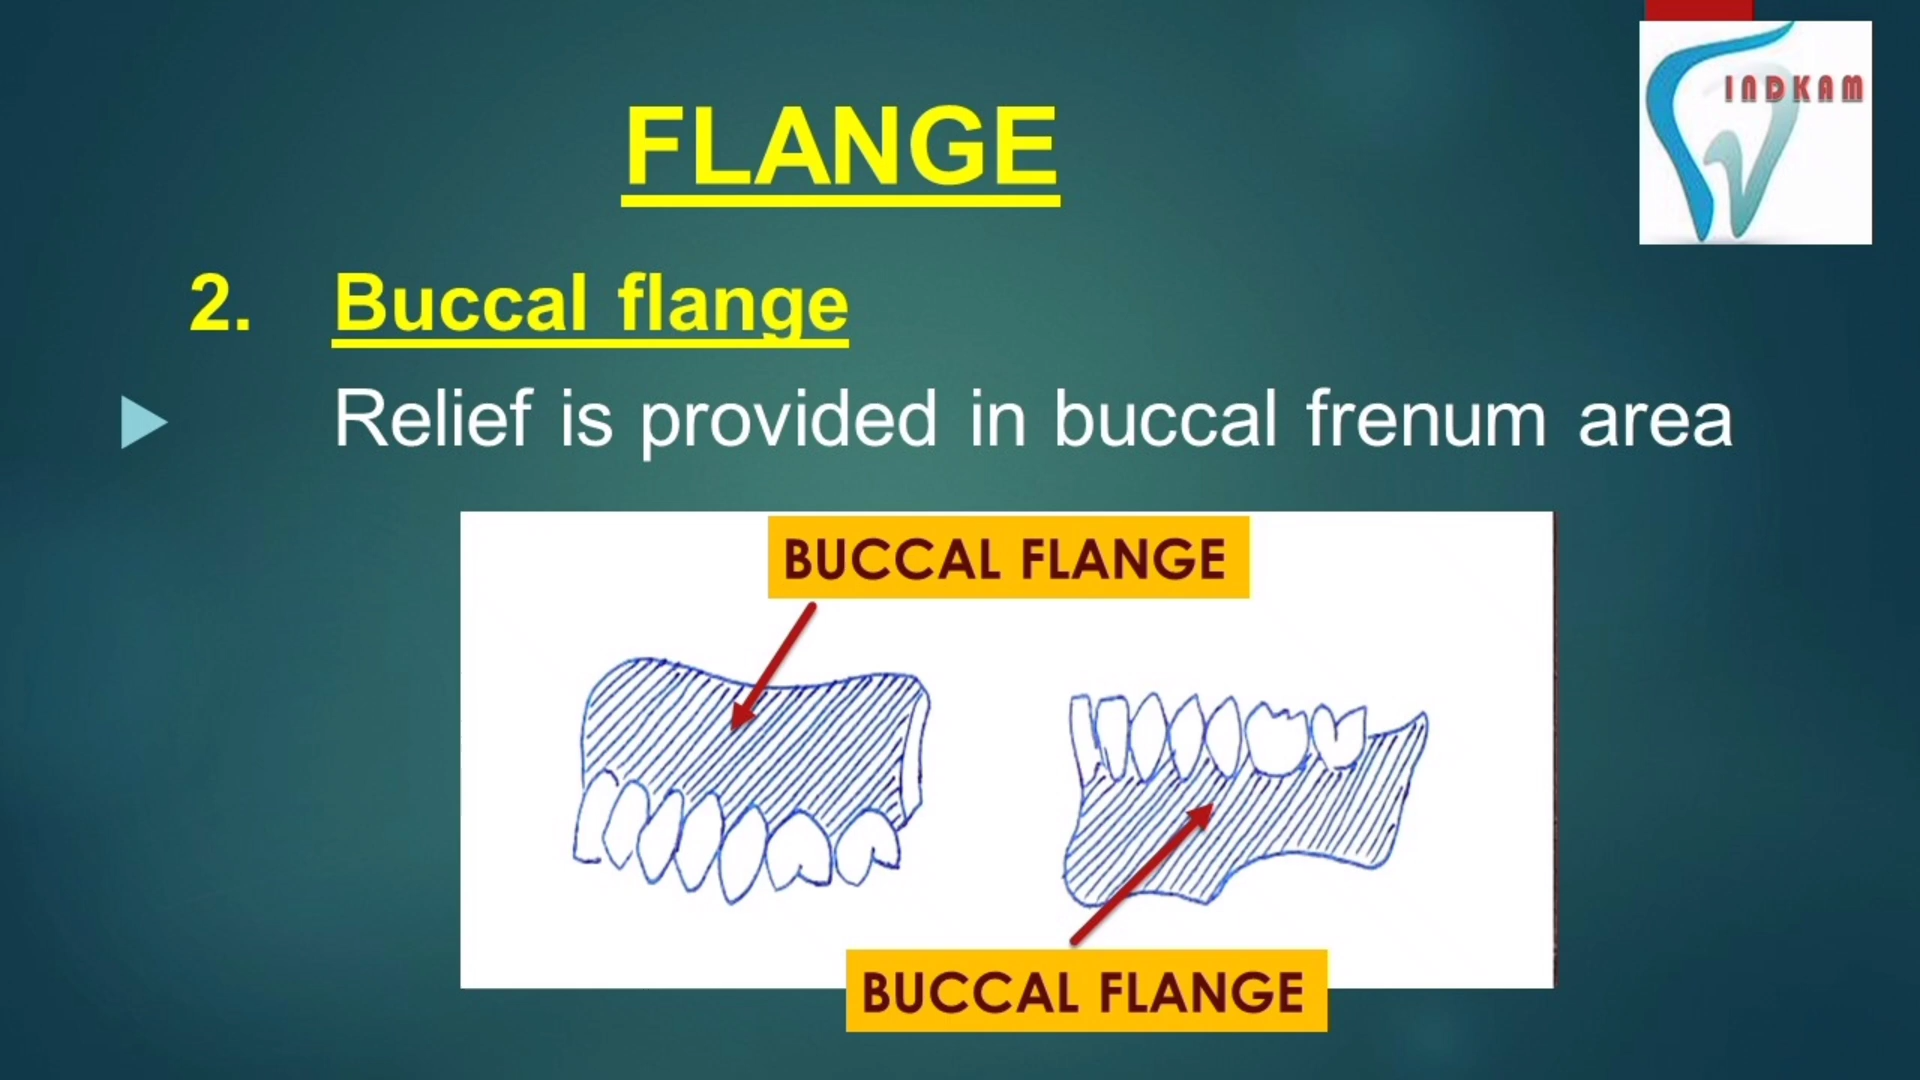 INDKAM
FLANGE
2. Buccal flange
Relief is provided in buccal frenum area
BUCCAL FLANGE
BUCCAL FLANGE